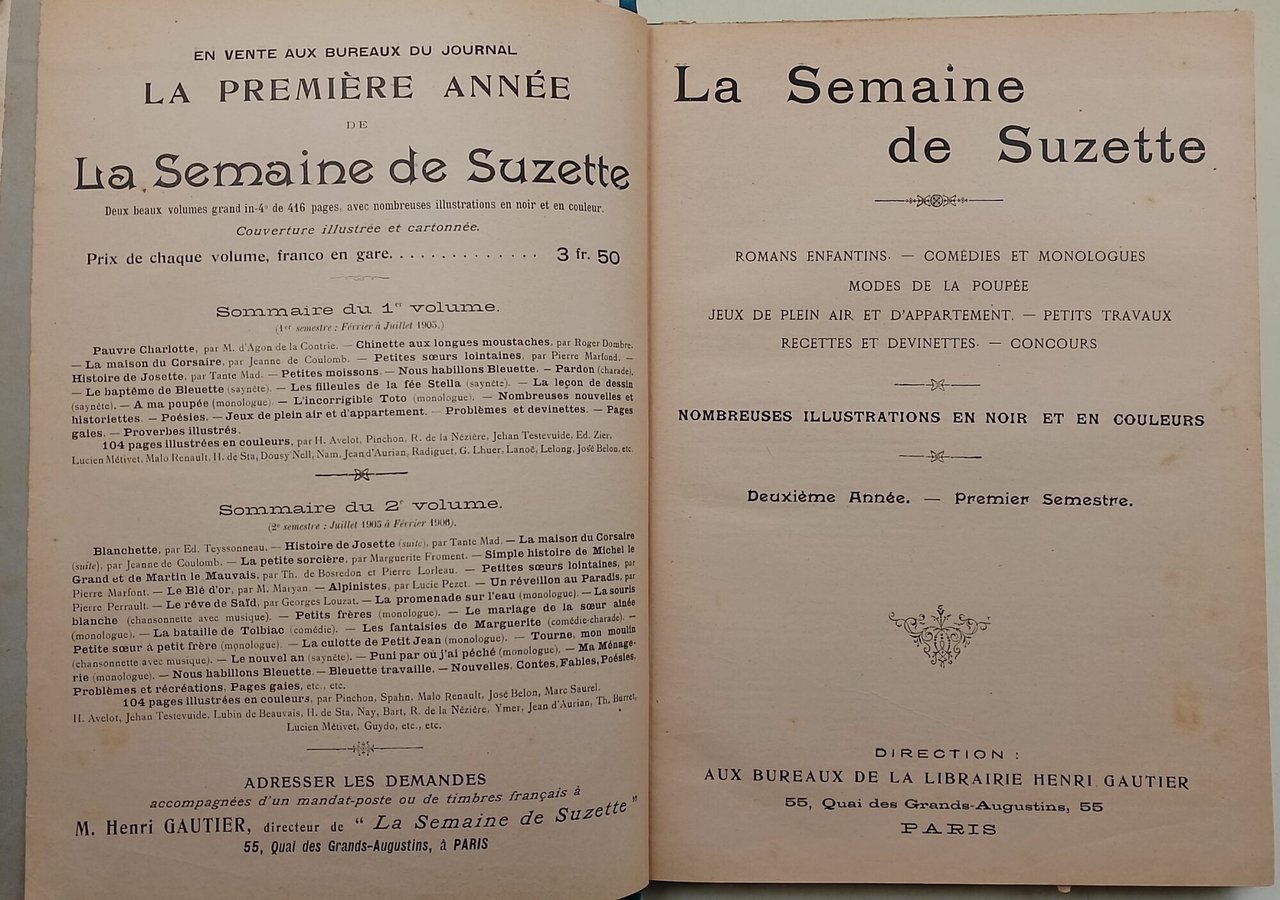 EN VENTE AUX BUREAUX DU JOURNAL
LA PREMIÈRE ANNÉE
DE
La Semaine de Suzette
Deux beaux volumes grand in-4° de 416 pages, avec nombreuses illustrations en noir et en couleur.
Couverture illustrée et cartonnée.
Prix de chaque volume, franco en gare. . . . . . . . . . . . . . 3 fr. 50
Sommaire du 1er volume.
(1er semestre : Février à Juillet 1905.)
Pauvre Charlotte, par M. d'Agon de la Contrie. — Chinette aux longues moustaches, par Roger Dombre.
— La maison du Corsaire, par Jeanne de Coulomb. — Petites sœurs lointaines, par Pierre Marfond. —
Histoire de Josette, par Tante Mad. — Petites moissons. — Nous habillons Bleuette. — Pardon (charade).
— Le baptême de Bleuette (saynète). — Les filleules de la fée Stella (saynète). — La leçon de dessin
(saynète). — A ma poupée (monologue). — L'incorrigible Toto (monologue). — Nombreuses nouvelles et
historiettes. — Poésies. — Jeux de plein air et d'appartement. — Problèmes et devinettes. — Pages
gaies. — Proverbes illustrés.
104 pages illustrées en couleurs, par H. Avelot, Pinchon, R. de la Nézière, Jehan Testevuide, Ed. Zier,
Lucien Métivet, Malo Renault, H. de Sta, Dousy Nell, Nam, Jean d'Aurian, Radiguet, G. Lhuer, Lanoë, Lelong, José Belon, etc.
Sommaire du 2e volume.
(2e semestre : Juillet 1905 à Février 1906).
Blanchette, par Ed. Teyssonneau. — Histoire de Josette (suite), par Tante Mad. — La maison du Corsaire
(suite), par Jeanne de Coulomb. — La petite sorcière, par Marguerite Froment. — Simple histoire de Michel le
Grand et de Martin le Mauvais, par Th. de Bosredon et Pierre Lorleau. — Petites sœurs lointaines, par
Pierre Marfont. — Le Blé d'or, par M. Maryan. — Alpinistes, par Lucie Pezet. — Un réveillon au Paradis, par
Pierre Perrault. — Le rêve de Saïd, par Georges Louzat. — La promenade sur l'eau (monologue). — La souris
blanche (chansonnette avec musique). — Petits frères (monologue). — Le mariage de la sœur aînée
(monologue). — La bataille de Tolbiac (comédie). — Les fantaisies de Marguerite (comédie-charade). —
Petite sœur à petit frère (monologue). — La culotte de Petit Jean (monologue). — Tourne, mon moulin
(chansonnette avec musique). — Le nouvel an (saynète). — Puni par où j'ai péché (monologue). — Ma Ménage-
rie (monologue). — Nous habillons Bleuette. — Bleuette travaille. — Nouvelles, Contes, Fables, Poésies,
Problèmes et récréations, Pages gaies, etc., etc.
104 pages illustrées en couleurs, par Pinchon, Spahn, Malo Renault, José Belon, Marc Saurel,
H. Avelot, Jehan Testevuide, Lubin de Beauvais, H. de Sta, Nay, Bart, R. de la Nézière, Ymer, Jean d'Aurian, Th. Burret,
Lucien Métivet, Guydo, etc., etc.
ADRESSER LES DEMANDES
accompagnées d'un mandat-poste ou de timbres français à
M. Henri GAUTIER, directeur de "La Semaine de Suzette"
55, Quai des Grands-Augustins, à PARIS
La Semaine
de Suzette
ROMANS ENFANTINS. — COMÉDIES ET MONOLOGUES
MODES DE LA POUPÉE
JEUX DE PLEIN AIR ET D'APPARTEMENT. — PETITS TRAVAUX
RECETTES ET DEVINETTES. — CONCOURS
NOMBREUSES ILLUSTRATIONS EN NOIR ET EN COULEURS
Deuxième Année. — Premier Semestre.
DIRECTION :
AUX BUREAUX DE LA LIBRAIRIE HENRI GAUTIER
55, Quai des Grands-Augustins, 55
PARIS